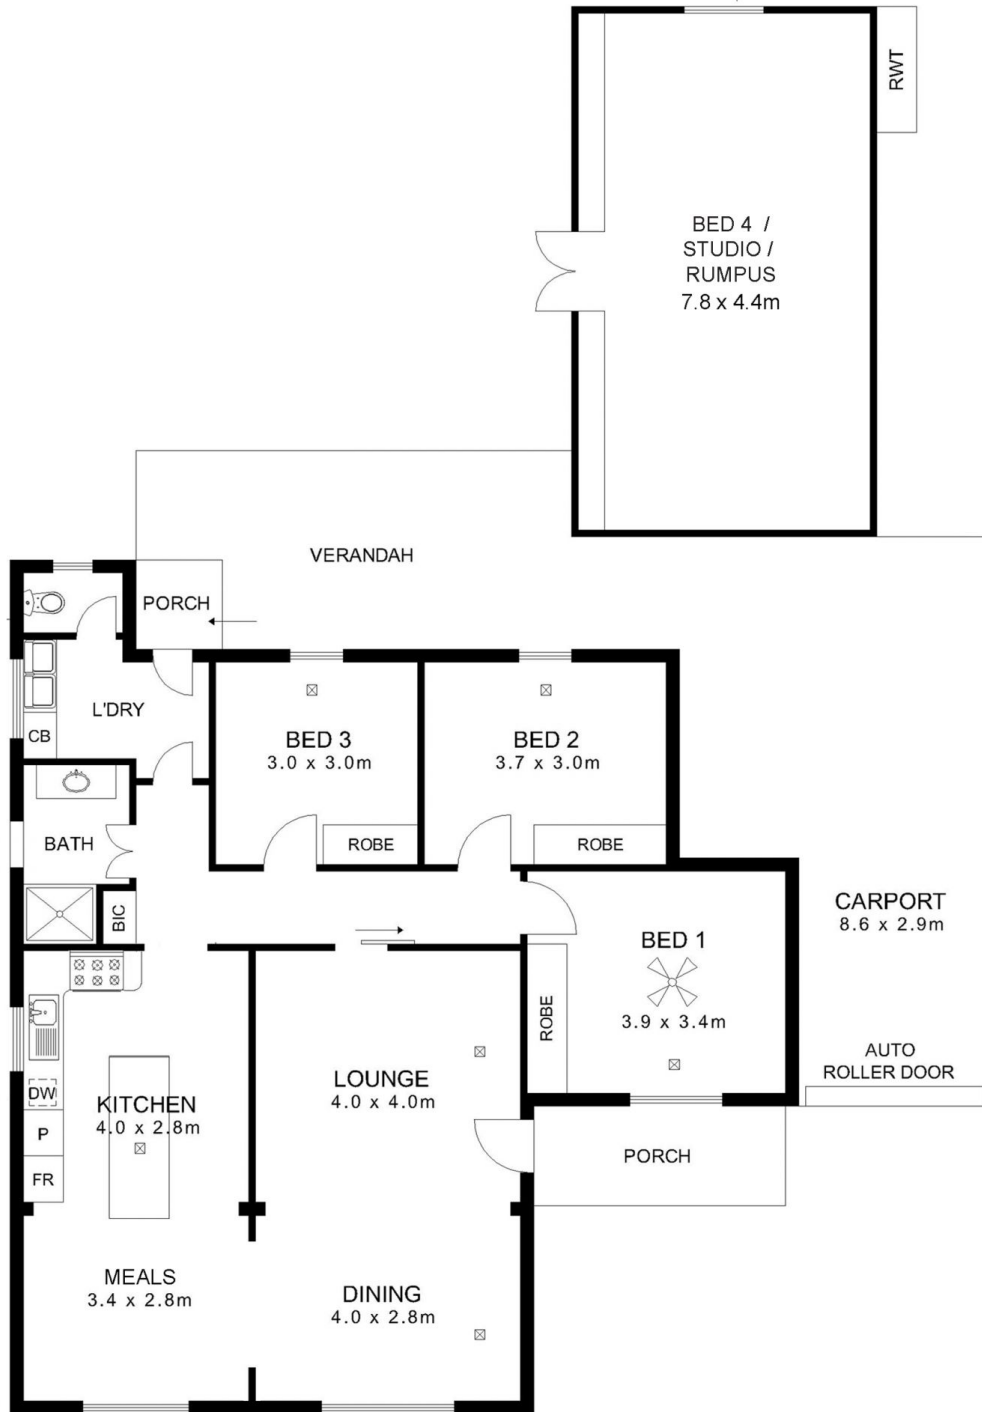 RWT
BED 4 /
STUDIO /
RUMPUS
7.8 x 4.4m
VERANDAH
PORCH
L'DRY
CB
BED 3
3.0 x 3.0m
ROBE
BED 2
3.7 x 3.0m
ROBE
BATH
BIC
CARPORT
8.6 x 2.9m
BED 1
3.9 x 3.4m
ROBE
AUTO
ROLLER DOOR
LOUNGE
4.0 x 4.0m
DW
KITCHEN
4.0 x 2.8m
P
FR
PORCH
MEALS
3.4 x 2.8m
DINING
4.0 x 2.8m